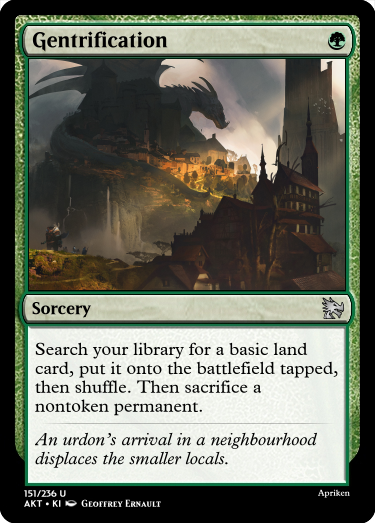 Gentrification
Sorcery
Search your library for a basic land
card, put it onto the battlefield tapped,
then shuffle. Then sacrifice a
nontoken permanent.
An urdon's arrival in a neighbourhood
displaces the smaller locals.
151/236 U
Apriken
AKT • KI Geoffrey Ernault